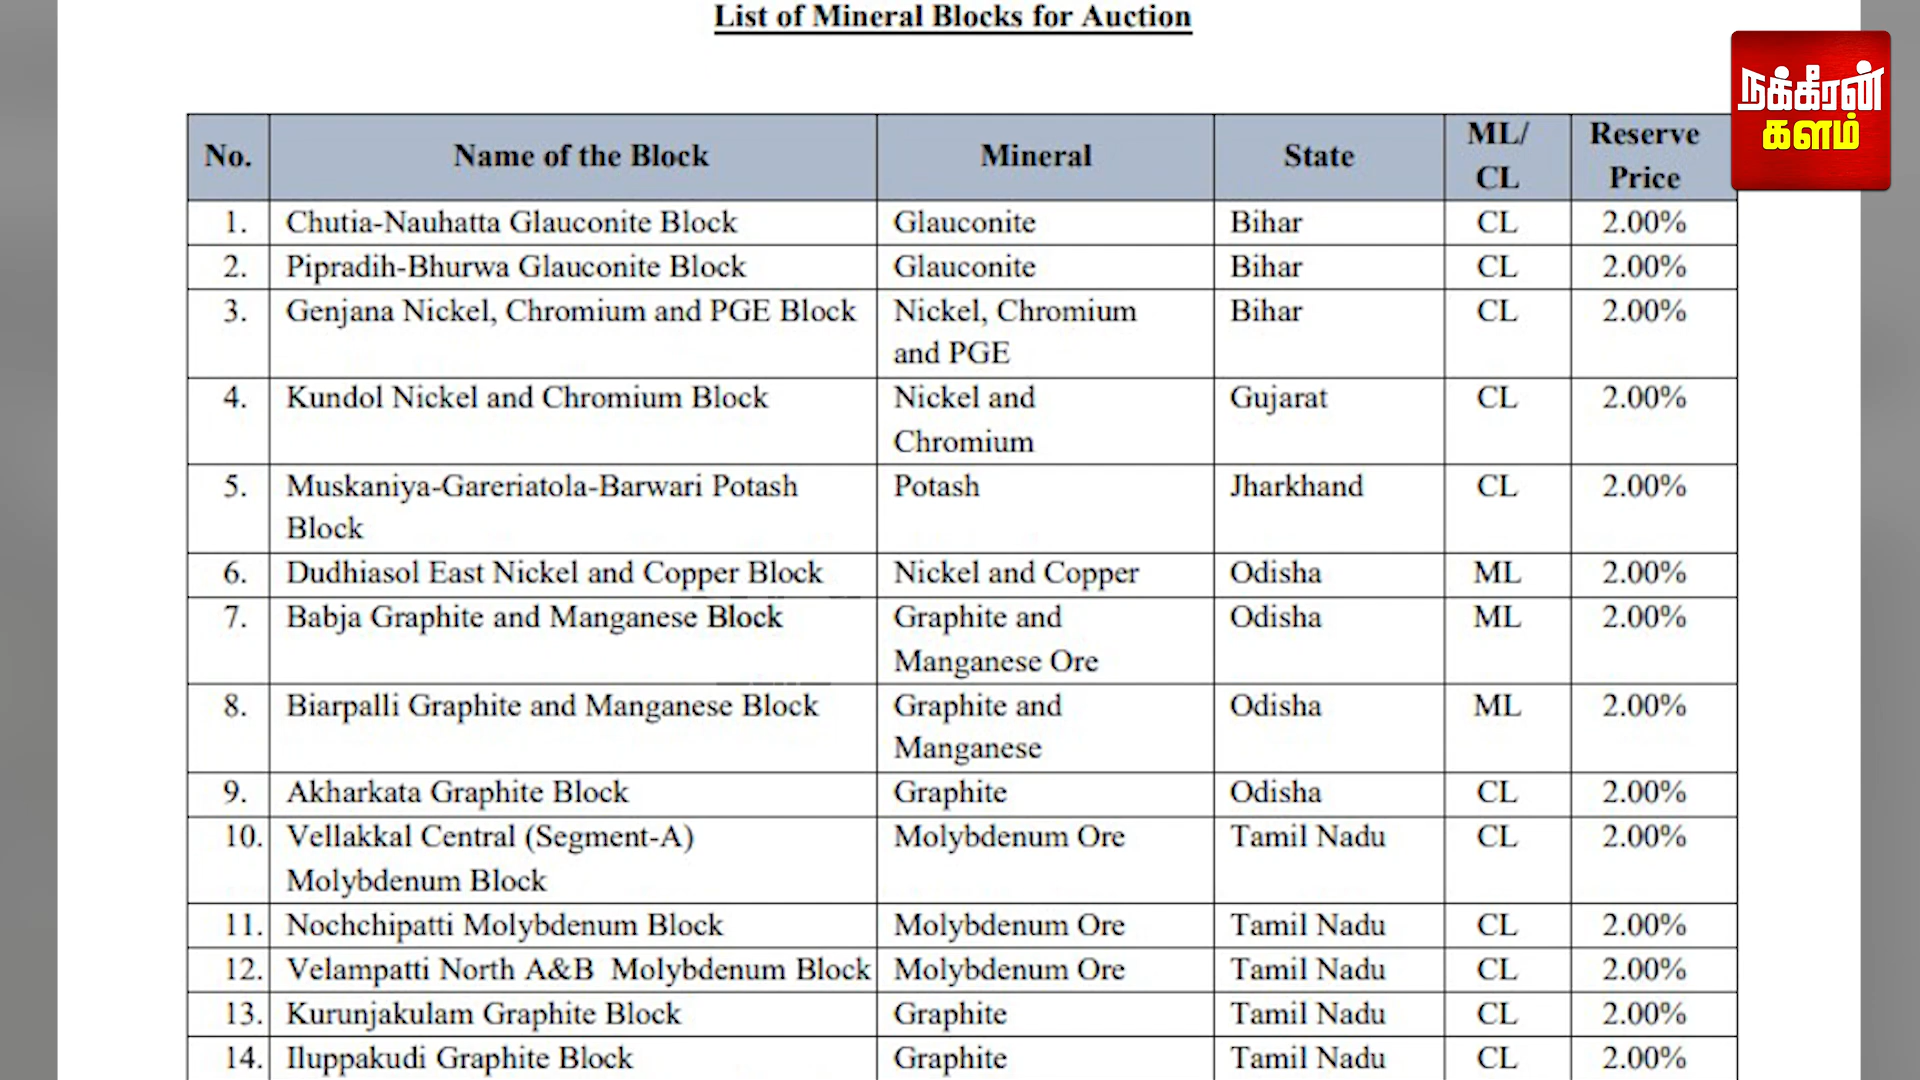 List of Mineral Blocks for Auction
நக்கீரன்
களம்
No. Name of the Block Mineral State ML/ CL Reserve Price
1. Chutia-Nauhatta Glauconite Block Glauconite Bihar CL 2.00%
2. Pipradih-Bhurwa Glauconite Block Glauconite Bihar CL 2.00%
3. Genjana Nickel, Chromium and PGE Block Nickel, Chromium Bihar CL 2.00%
and PGE
4. Kundol Nickel and Chromium Block Nickel and Gujarat CL 2.00%
Chromium
5. Muskaniya-Gareriatola-Barwari Potash Potash Jharkhand CL 2.00%
Block
6. Dudhiasol East Nickel and Copper Block Nickel and Copper Odisha ML 2.00%
7. Babja Graphite and Manganese Block Graphite and Odisha ML 2.00%
Manganese Ore
8. Biarpalli Graphite and Manganese Block Graphite and Odisha ML 2.00%
Manganese
9. Akharkata Graphite Block Graphite Odisha CL 2.00%
10. Vellakkal Central (Segment-A) Molybdenum Ore Tamil Nadu CL 2.00%
Molybdenum Block
11. Nochchipatti Molybdenum Block Molybdenum Ore Tamil Nadu CL 2.00%
12. Velampatti North A&B Molybdenum Block Molybdenum Ore Tamil Nadu CL 2.00%
13. Kurunjakulam Graphite Block Graphite Tamil Nadu CL 2.00%
14. Iluppakudi Graphite Block Graphite Tamil Nadu CL 2.00%